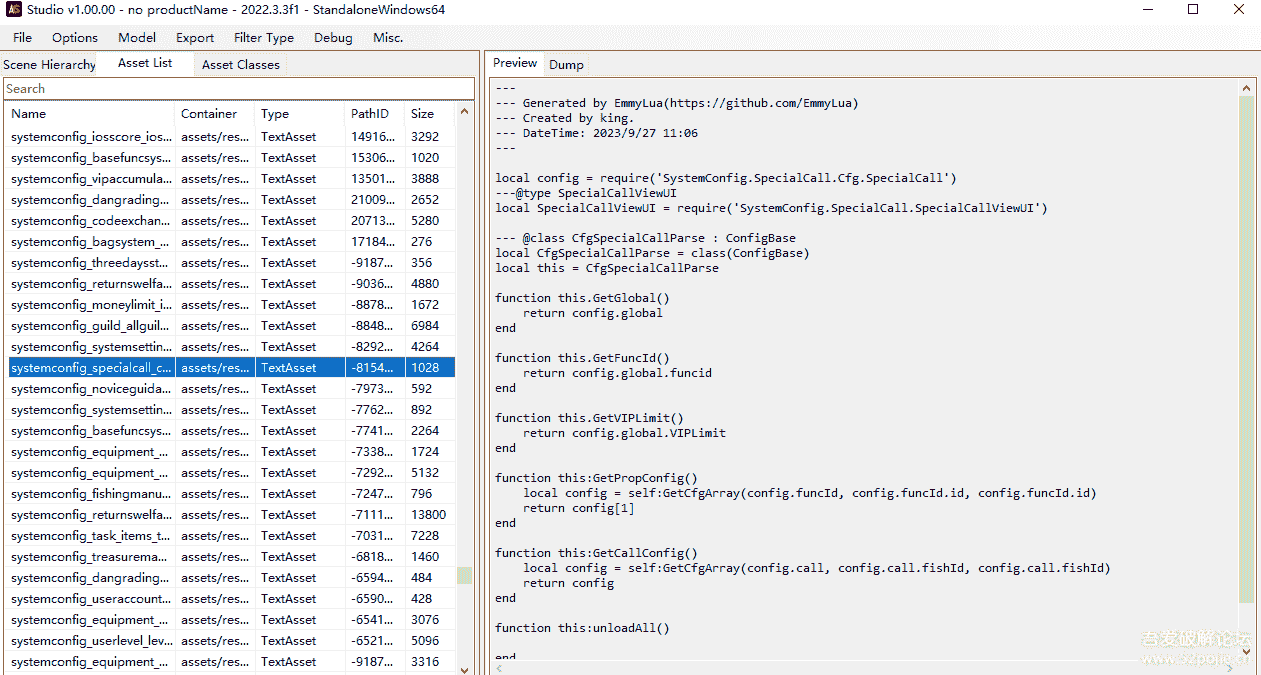 Studio v1.00.00 - no productName - 2022.3.3f1 - StandaloneWindows64
File Options Model Export Filter Type Debug Misc.
Scene Hierarchy Asset List Asset Classes
Search
Name Container Type PathID Size
systemconfig_iosscore_ios... assets/res... TextAsset 14916... 3292
systemconfig_basefuncsys... assets/res... TextAsset 15306... 1020
systemconfig_vipaccumula... assets/res... TextAsset 13501... 3888
systemconfig_dangrading... assets/res... TextAsset 21009... 2652
systemconfig_codeexchan... assets/res... TextAsset 20713... 5280
systemconfig_bagsystem_... assets/res... TextAsset 17184... 276
systemconfig_threedaysst... assets/res... TextAsset -9187... 356
systemconfig_returnswelfa... assets/res... TextAsset -9036... 4880
systemconfig_moneylimit_i... assets/res... TextAsset -8878... 1672
systemconfig_guild_allguil... assets/res... TextAsset -8848... 6984
systemconfig_systemsettin... assets/res... TextAsset -8292... 4264
systemconfig_specialcall_c... assets/res... TextAsset -8154... 1028
systemconfig_noviceguida... assets/res... TextAsset -7973... 592
systemconfig_systemsettin... assets/res... TextAsset -7762... 892
systemconfig_basefuncsys... assets/res... TextAsset -7741... 2264
systemconfig_equipment_... assets/res... TextAsset -7338... 1724
systemconfig_equipment_... assets/res... TextAsset -7292... 5132
systemconfig_fishingmanu... assets/res... TextAsset -7247... 796
systemconfig_returnswelfa... assets/res... TextAsset -7111... 13800
systemconfig_task_items_t... assets/res... TextAsset -7031... 7228
systemconfig_treasurema... assets/res... TextAsset -6818... 1460
systemconfig_dangrading... assets/res... TextAsset -6594... 484
systemconfig_useraccount... assets/res... TextAsset -6590... 428
systemconfig_equipment_... assets/res... TextAsset -6541... 3076
systemconfig_userlevel_lev... assets/res... TextAsset -6521... 5096
systemconfig_equipment_... assets/res... TextAsset -9187... 3316
Preview Dump
---
--- Generated by EmmyLua(https://github.com/EmmyLua)
--- Created by king.
--- DateTime: 2023/9/27 11:06
---
local config = require('SystemConfig.SpecialCall.Cfg.SpecialCall')
---@type SpecialCallViewUI
local SpecialCallViewUI = require('SystemConfig.SpecialCall.SpecialCallViewUI')
--- @class CfgSpecialCallParse : ConfigBase
local CfgSpecialCallParse = class(ConfigBase)
local this = CfgSpecialCallParse
function this.GetGlobal()
return config.global
end
function this.GetFuncId()
return config.global.funcid
end
function this.GetVIPLimit()
return config.global.VIPLimit
end
function this:GetPropConfig()
local config = self:GetCfgArray(config.funcId, config.funcId.id, config.funcId.id)
return config[1]
end
function this:GetCallConfig()
local config = self:GetCfgArray(config.call, config.call.fishId, config.call.fishId)
return config
end
function this:unloadAll()
end
吾爱破解论坛
www.52pojie.cn